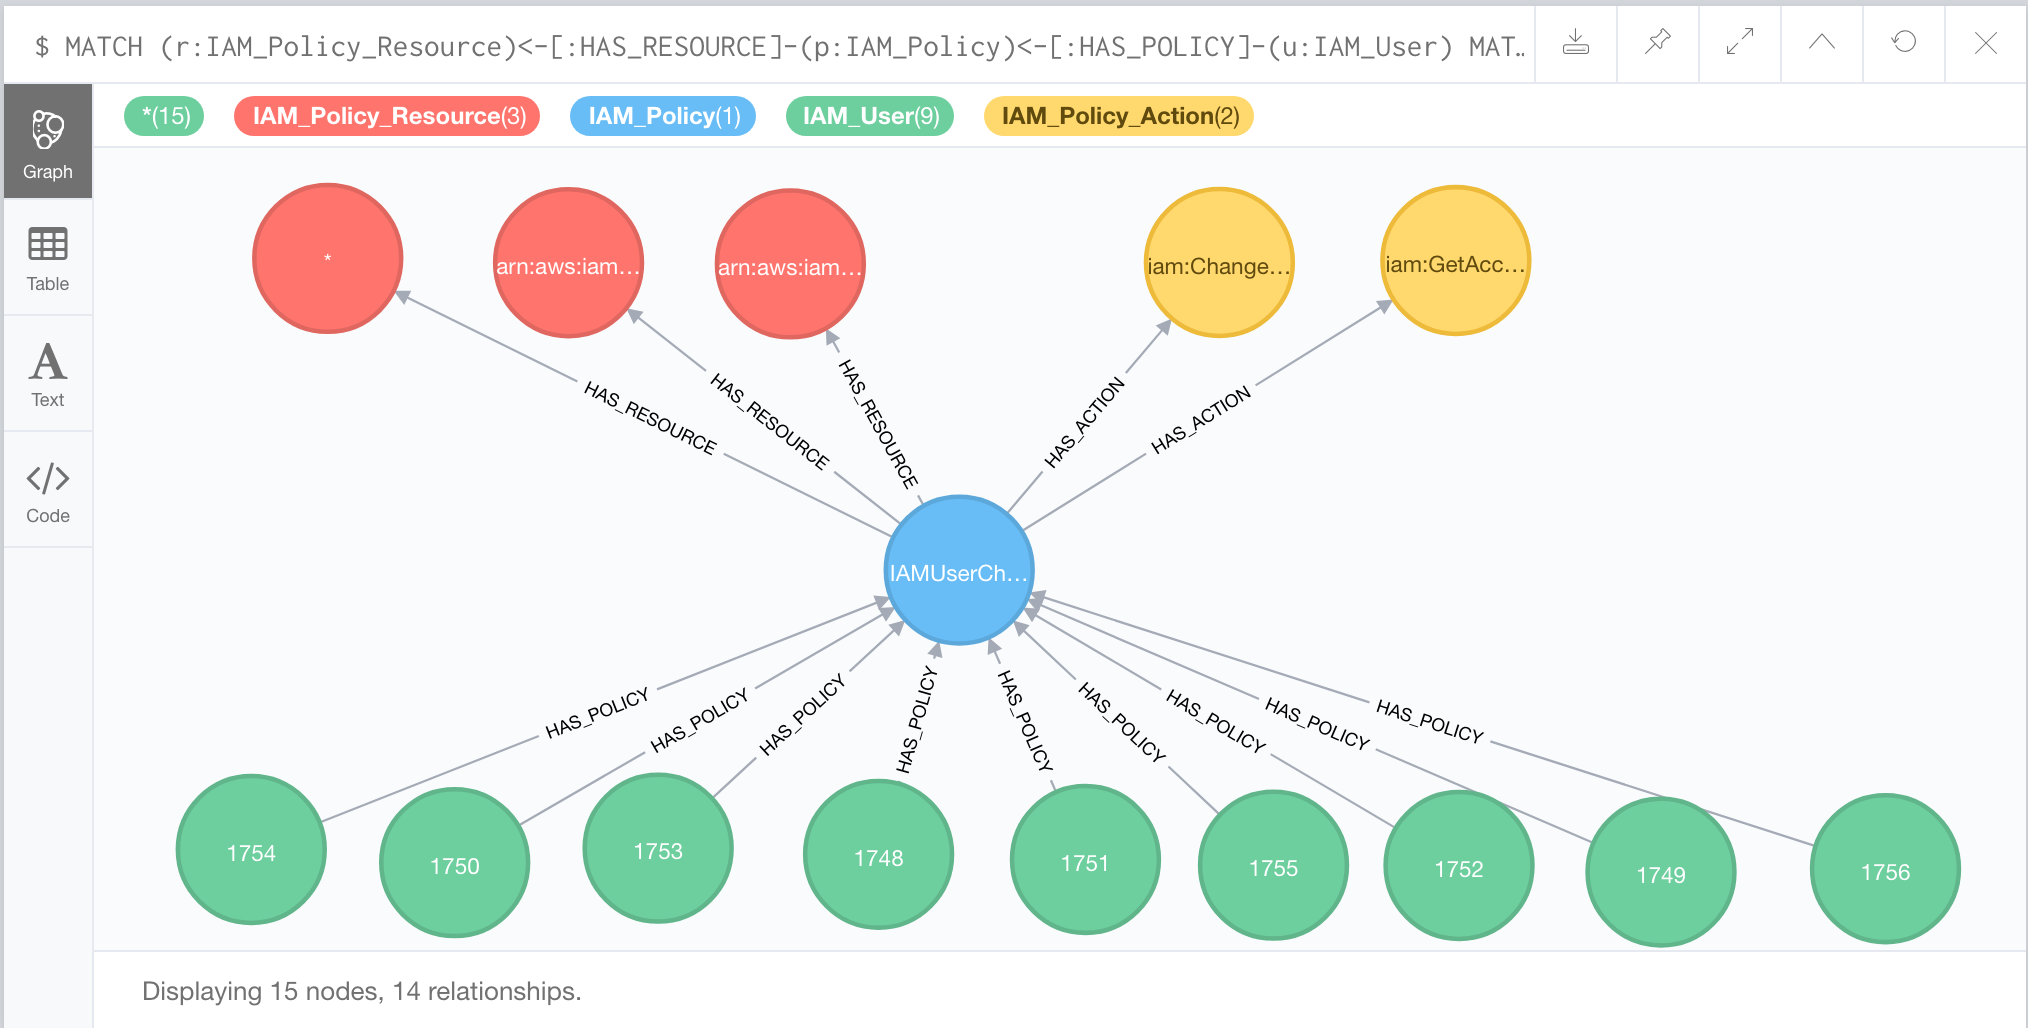 $ MATCH (r:IAM_Policy_Resource)<-[:HAS_RESOURCE]-(p:IAM_Policy)<-[:HAS_POLICY]-(u:IAM_User) MAT…
*(15) IAM_Policy_Resource(3) IAM_Policy(1) IAM_User(9) IAM_Policy_Action(2)
Graph
Table
Text
Code
* arn:aws:iam… arn:aws:iam… iam:Change… iam:GetAcc…
HAS_RESOURCE HAS_RESOURCE HAS_RESOURCE HAS_ACTION HAS_ACTION
IAMUserCh…
HAS_POLICY HAS_POLICY HAS_POLICY HAS_POLICY HAS_POLICY HAS_POLICY HAS_POLICY HAS_POLICY HAS_POLICY
1754 1750 1753 1748 1751 1755 1752 1749 1756
Displaying 15 nodes, 14 relationships.